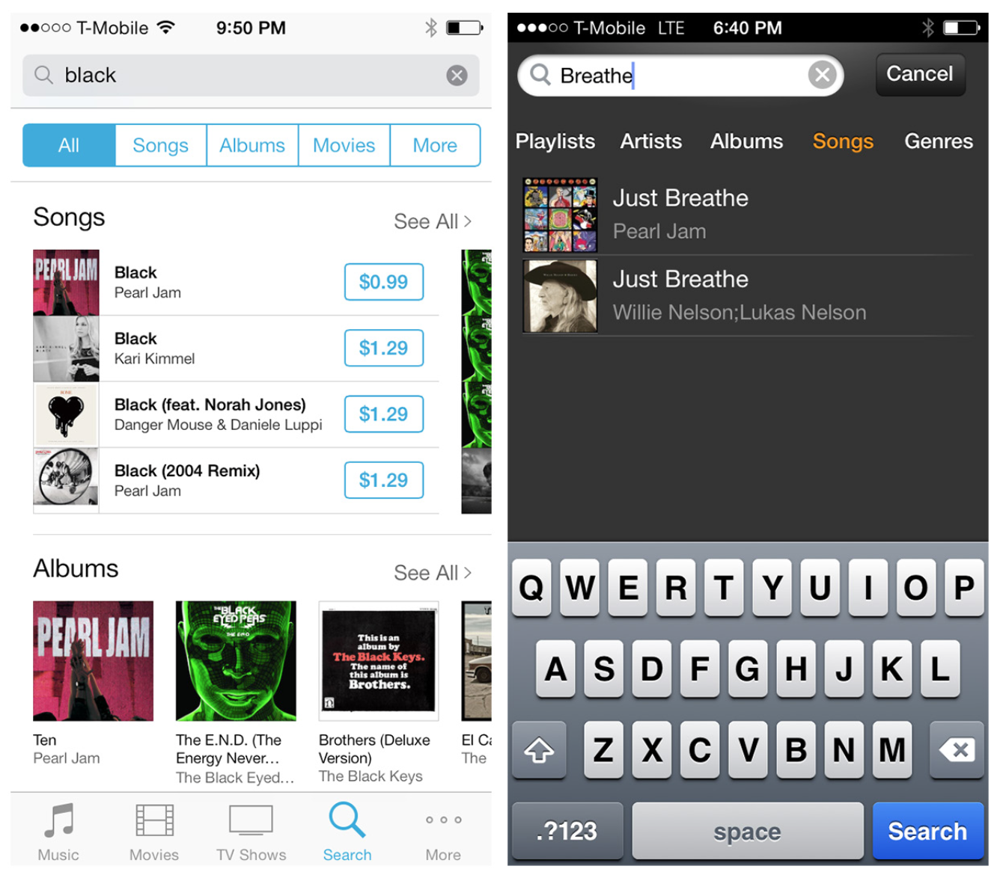 T-Mobile 9:50 PM
black
All Songs Albums Movies More
Songs See All >
PEARL JAM
Black
Pearl Jam
$0.99
Black
Kari Kimmel
$1.29
Black (feat. Norah Jones)
Danger Mouse & Daniele Luppi
$1.29
Black (2004 Remix)
Pearl Jam
$1.29
Albums See All >
PEARL JAM
THE BLACK
EYED PEAS
THE E.N.D
This is an
album by
The Black Keys.
The name of
this album is
Brothers.
Ten
Pearl Jam
The E.N.D. (The
Energy Never...
The Black Eyed...
Brothers (Deluxe
Version)
The Black Keys
El Ca
The
Music Movies TV Shows Search More
T-Mobile LTE 6:40 PM
Breathe Cancel
Playlists Artists Albums Songs Genres
Just Breathe
Pearl Jam
Just Breathe
Willie Nelson;Lukas Nelson
Q W E R T Y U I O P
A S D F G H J K L
Z X C V B N M
.?123 space Search